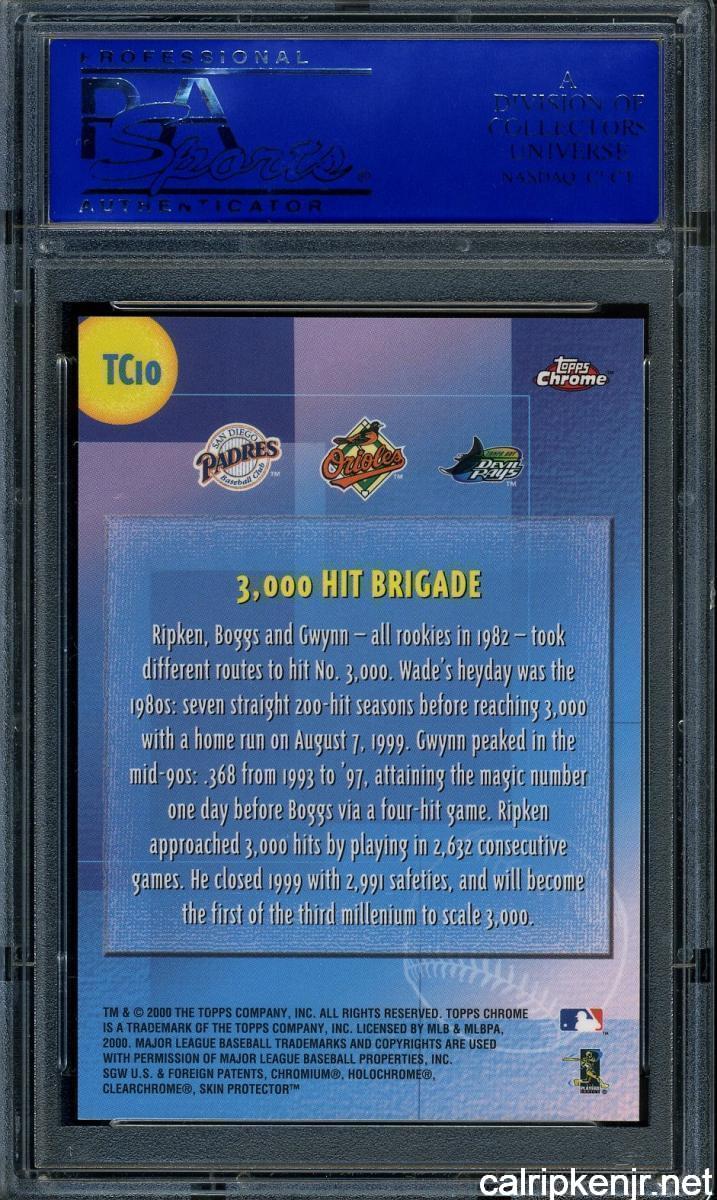 PROFESSIONAL
PSA
Sports
AUTHENTICATOR
A
DIVISION OF
COLLECTORS
UNIVERSE
NASDAQ: CLCT
TC10
Topps
Chrome™
SAN DIEGO
PADRES
Baseball Club
TM
Orioles
TM
TAMPA BAY
DEVIL
RAYS
TM
3,000 HIT BRIGADE
Ripken, Boggs and Gwynn – all rookies in 1982 – took
different routes to hit No. 3,000. Wade's heyday was the
1980s: seven straight 200-hit seasons before reaching 3,000
with a home run on August 7, 1999. Gwynn peaked in the
mid-90s: .368 from 1993 to '97, attaining the magic number
one day before Boggs via a four-hit game. Ripken
approached 3,000 hits by playing in 2,632 consecutive
games. He closed 1999 with 2,991 safeties, and will become
the first of the third millenium to scale 3,000.
TM & © 2000 THE TOPPS COMPANY, INC. ALL RIGHTS RESERVED. TOPPS CHROME
IS A TRADEMARK OF THE TOPPS COMPANY, INC. LICENSED BY MLB & MLBPA,
2000. MAJOR LEAGUE BASEBALL TRADEMARKS AND COPYRIGHTS ARE USED
WITH PERMISSION OF MAJOR LEAGUE BASEBALL PROPERTIES, INC.
SGW U.S. & FOREIGN PATENTS, CHROMIUM®, HOLOCHROME®,
CLEARCHROME®, SKIN PROTECTOR™
calripkenjr.net